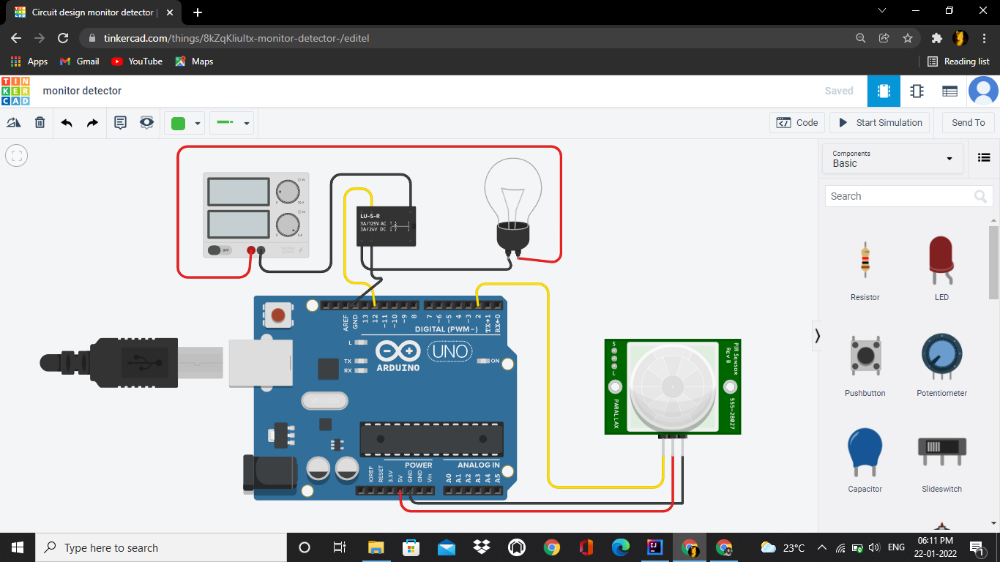 Circuit design monitor detector |
tinkercad.com/things/8kZqKliuItx-monitor-detector-/editel
Apps
Gmail
YouTube
Maps
Reading list
TIN
KER
CAD
monitor detector
Saved
Code
Start Simulation
Send To
Components
Basic
Search
Resistor
LED
Pushbutton
Potentiometer
Capacitor
Slideswitch
OFF
LU-5-R
3A/125V AC
3A/24V DC
AREF
GND
13
12
~11
~10
~9
8
7
~6
~5
4
~3
2
TX→1
RX←0
DIGITAL (PWM~)
L
TX
RX
ARDUINO
UNO
ON
IOREF
RESET
3.3V
5V
GND
GND
Vin
POWER
ANALOG IN
A0
A1
A2
A3
A4
A5
S
L
PARALLAX
PIR Sensor
Rev B
555-28027
Type here to search
23°C
ENG
06:11 PM
22-01-2022
1